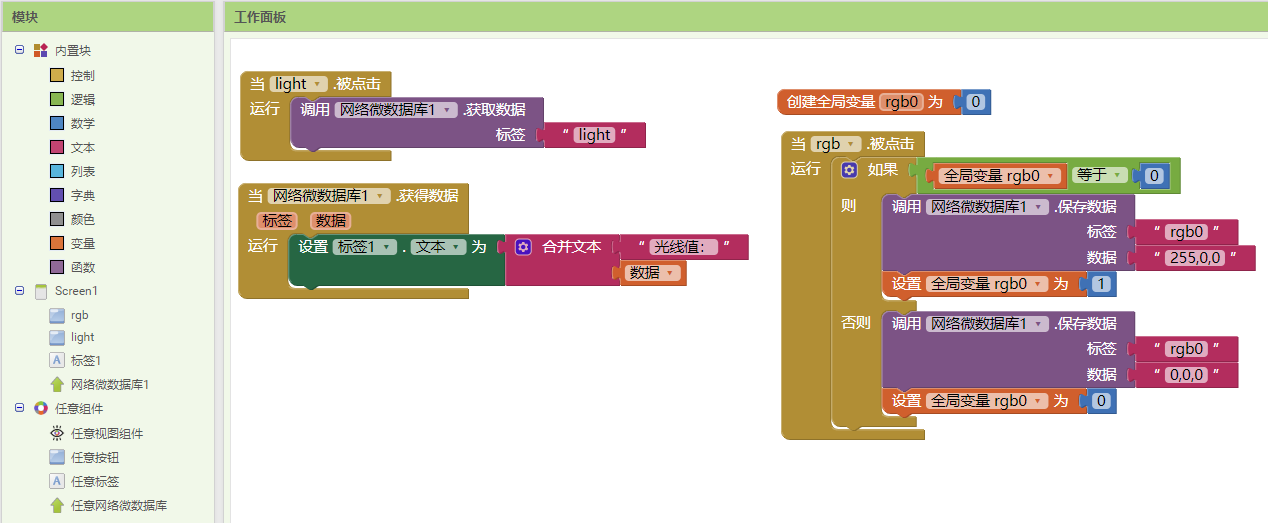 模块
内置块
控制
逻辑
数学
文本
列表
字典
颜色
变量
函数
Screen1
rgb
light
A 标签1
网络微数据库1
任意组件
任意视图组件
任意按钮
A 任意标签
任意网络微数据库
工作面板
当 light .被点击
运行 调用 网络微数据库1 .获取数据
标签 “ light ”
当 网络微数据库1 .获得数据
标签 数据
运行 设置 标签1 . 文本 为 合并文本 “ 光线值： ”
数据
创建全局变量 rgb0 为 0
当 rgb .被点击
运行 如果 全局变量 rgb0 等于 0
则 调用 网络微数据库1 .保存数据
标签 “ rgb0 ”
数据 “ 255,0,0 ”
设置 全局变量 rgb0 为 1
否则 调用 网络微数据库1 .保存数据
标签 “ rgb0 ”
数据 “ 0,0,0 ”
设置 全局变量 rgb0 为 0